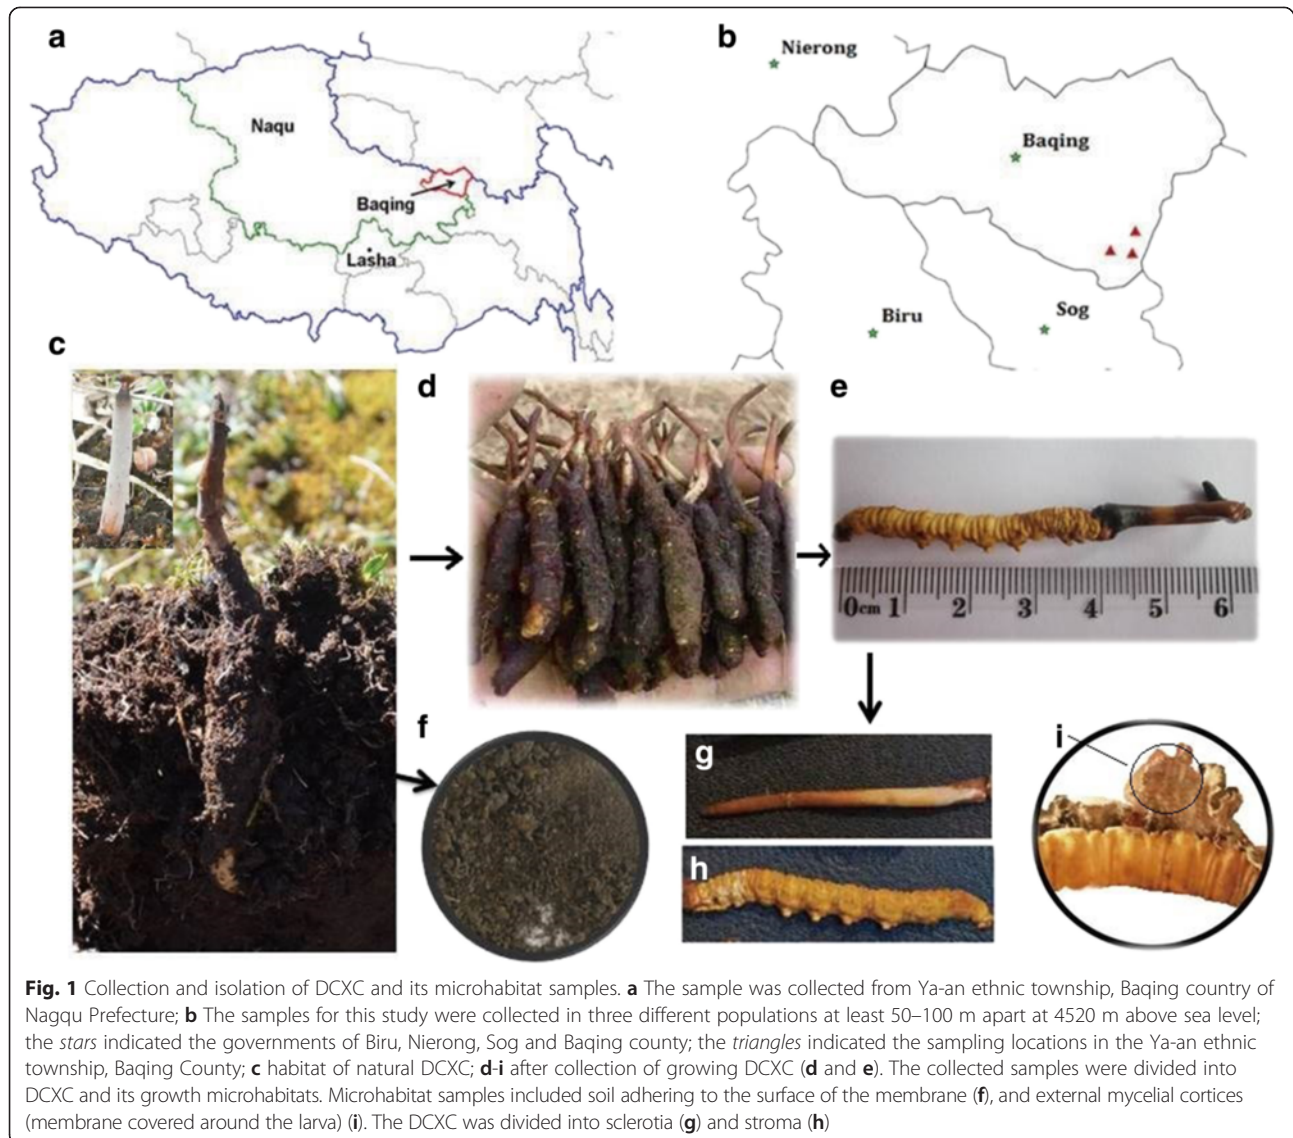 a
Naqu
Baqing
Lasha
b
Nierong
Baqing
Biru
Sog
c
d
e
0cm 1 2 3 4 5 6
f
g
h
i
Fig. 1 Collection and isolation of DCXC and its microhabitat samples. a The sample was collected from Ya-an ethnic township, Baqing country of
Nagqu Prefecture; b The samples for this study were collected in three different populations at least 50–100 m apart at 4520 m above sea level;
the stars indicated the governments of Biru, Nierong, Sog and Baqing county; the triangles indicated the sampling locations in the Ya-an ethnic
township, Baqing County; c habitat of natural DCXC; d-i after collection of growing DCXC (d and e). The collected samples were divided into
DCXC and its growth microhabitats. Microhabitat samples included soil adhering to the surface of the membrane (f), and external mycelial cortices
(membrane covered around the larva) (i). The DCXC was divided into sclerotia (g) and stroma (h)